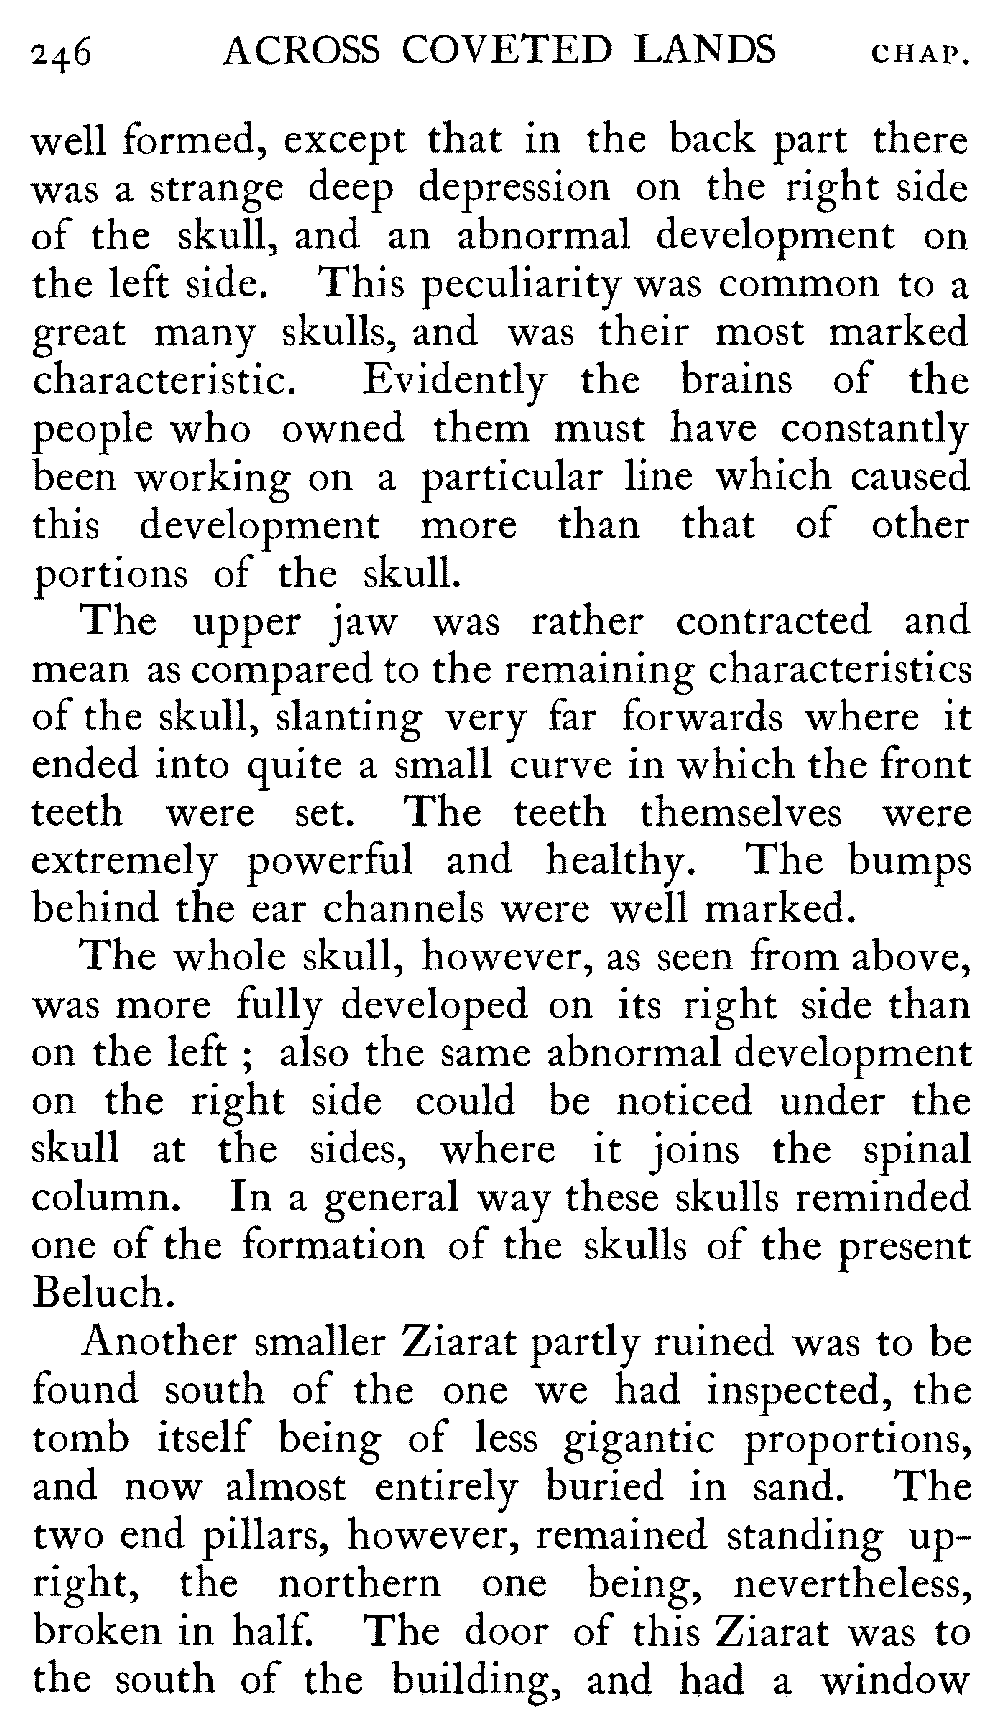 246 ACROSS COVETED LANDS CHAP.
well formed, except that in the back part there
was a strange deep depression on the right side
of the skull, and an abnormal development on
the left side. This peculiarity was common to a
great many skulls, and was their most marked
characteristic. Evidently the brains of the
people who owned them must have constantly
been working on a particular line which caused
this development more than that of other
portions of the skull.
The upper jaw was rather contracted and
mean as compared to the remaining characteristics
of the skull, slanting very far forwards where it
ended into quite a small curve in which the front
teeth were set. The teeth themselves were
extremely powerful and healthy. The bumps
behind the ear channels were well marked.
The whole skull, however, as seen from above,
was more fully developed on its right side than
on the left ; also the same abnormal development
on the right side could be noticed under the
skull at the sides, where it joins the spinal
column. In a general way these skulls reminded
one of the formation of the skulls of the present
Beluch.
Another smaller Ziarat partly ruined was to be
found south of the one we had inspected, the
tomb itself being of less gigantic proportions,
and now almost entirely buried in sand. The
two end pillars, however, remained standing up-
right, the northern one being, nevertheless,
broken in half. The door of this Ziarat was to
the south of the building, and had a window